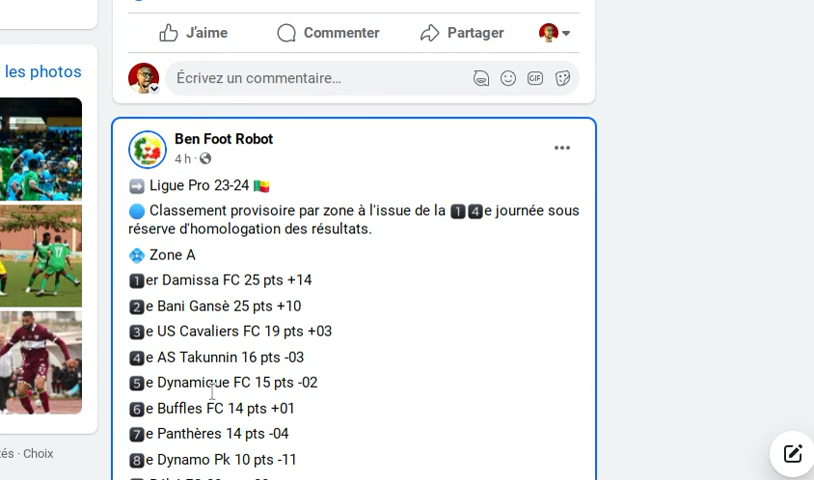 J'aime
Commenter
Partager
les photos
Écrivez un commentaire…
GIF
Ben Foot Robot
4 h ·
➡️ Ligue Pro 23-24 🇧🇯
🔵 Classement provisoire par zone à l'issue de la 1️⃣4️⃣e journée sous
réserve d'homologation des résultats.
💠 Zone A
1️⃣er Damissa FC 25 pts +14
2️⃣e Bani Gansè 25 pts +10
3️⃣e US Cavaliers FC 19 pts +03
4️⃣e AS Takunnin 16 pts -03
5️⃣e Dynamique FC 15 pts -02
6️⃣e Buffles FC 14 pts +01
7️⃣e Panthères 14 pts -04
8️⃣e Dynamo Pk 10 pts -11
tés · Choix